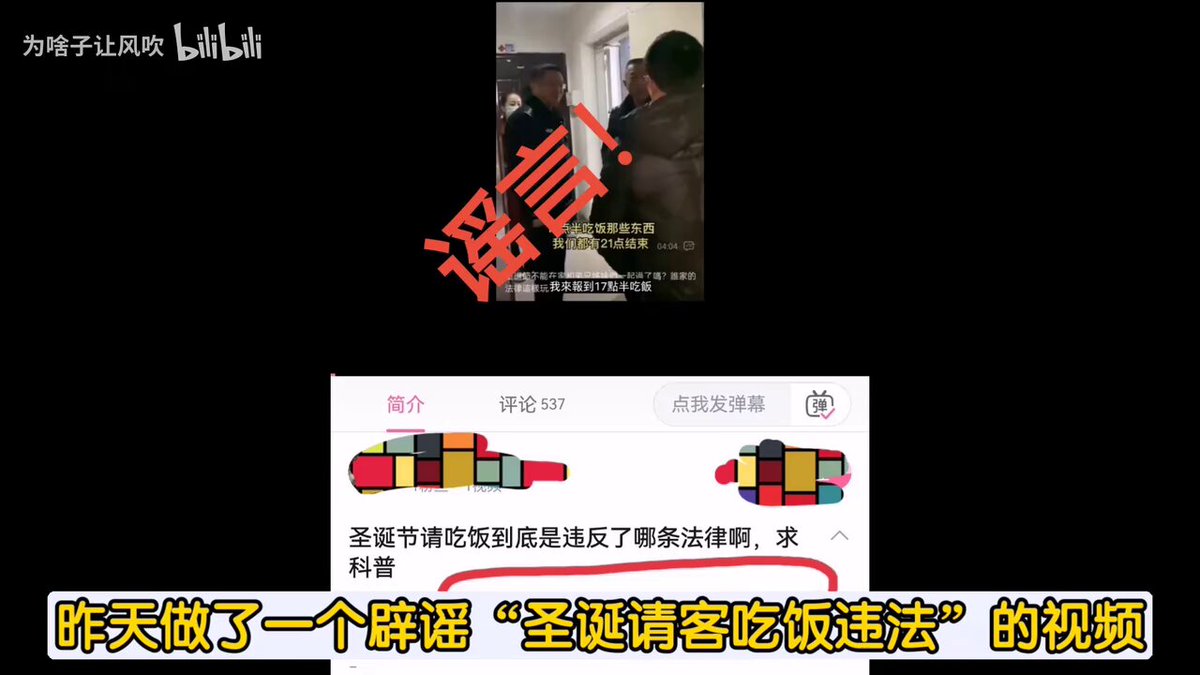 为啥子让风吹 bilibili
谣言！
点半吃饭那些东西
我们都有21点结束
04:04
我來報到17點半吃飯
简介
评论 537
点我发弹幕
弹
圣诞节请吃饭到底是违反了哪条法律啊，求
科普
昨天做了一个辟谣“圣诞请客吃饭违法”的视频